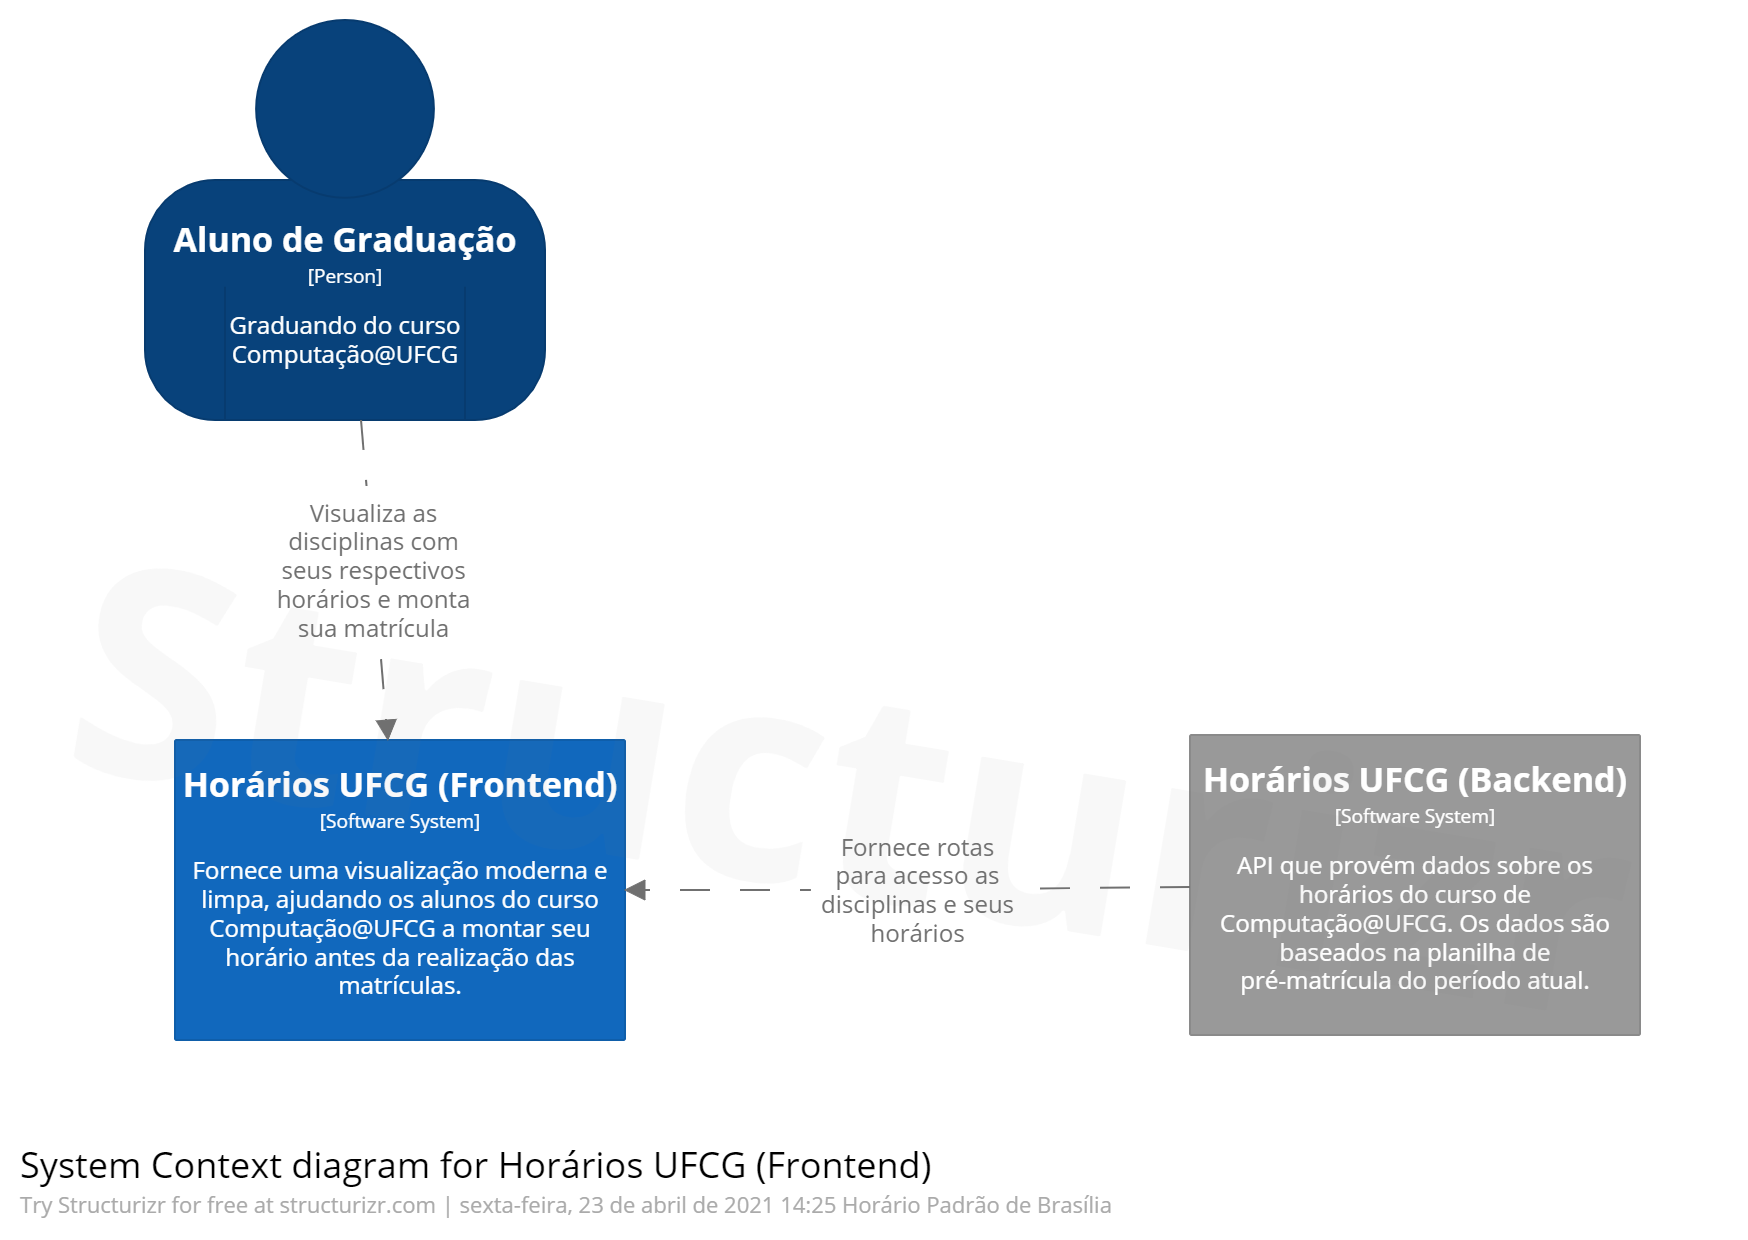 Aluno de Graduação
[Person]
Graduando do curso
Computação@UFCG
Visualiza as
disciplinas com
seus respectivos
horários e monta
sua matrícula
Horários UFCG (Frontend)
[Software System]
Fornece uma visualização moderna e
limpa, ajudando os alunos do curso
Computação@UFCG a montar seu
horário antes da realização das
matrículas.
Fornece rotas
para acesso as
disciplinas e seus
horários
Horários UFCG (Backend)
[Software System]
API que provém dados sobre os
horários do curso de
Computação@UFCG. Os dados são
baseados na planilha de
pré-matrícula do período atual.
Structurizr
System Context diagram for Horários UFCG (Frontend)
Try Structurizr for free at structurizr.com | sexta-feira, 23 de abril de 2021 14:25 Horário Padrão de Brasília